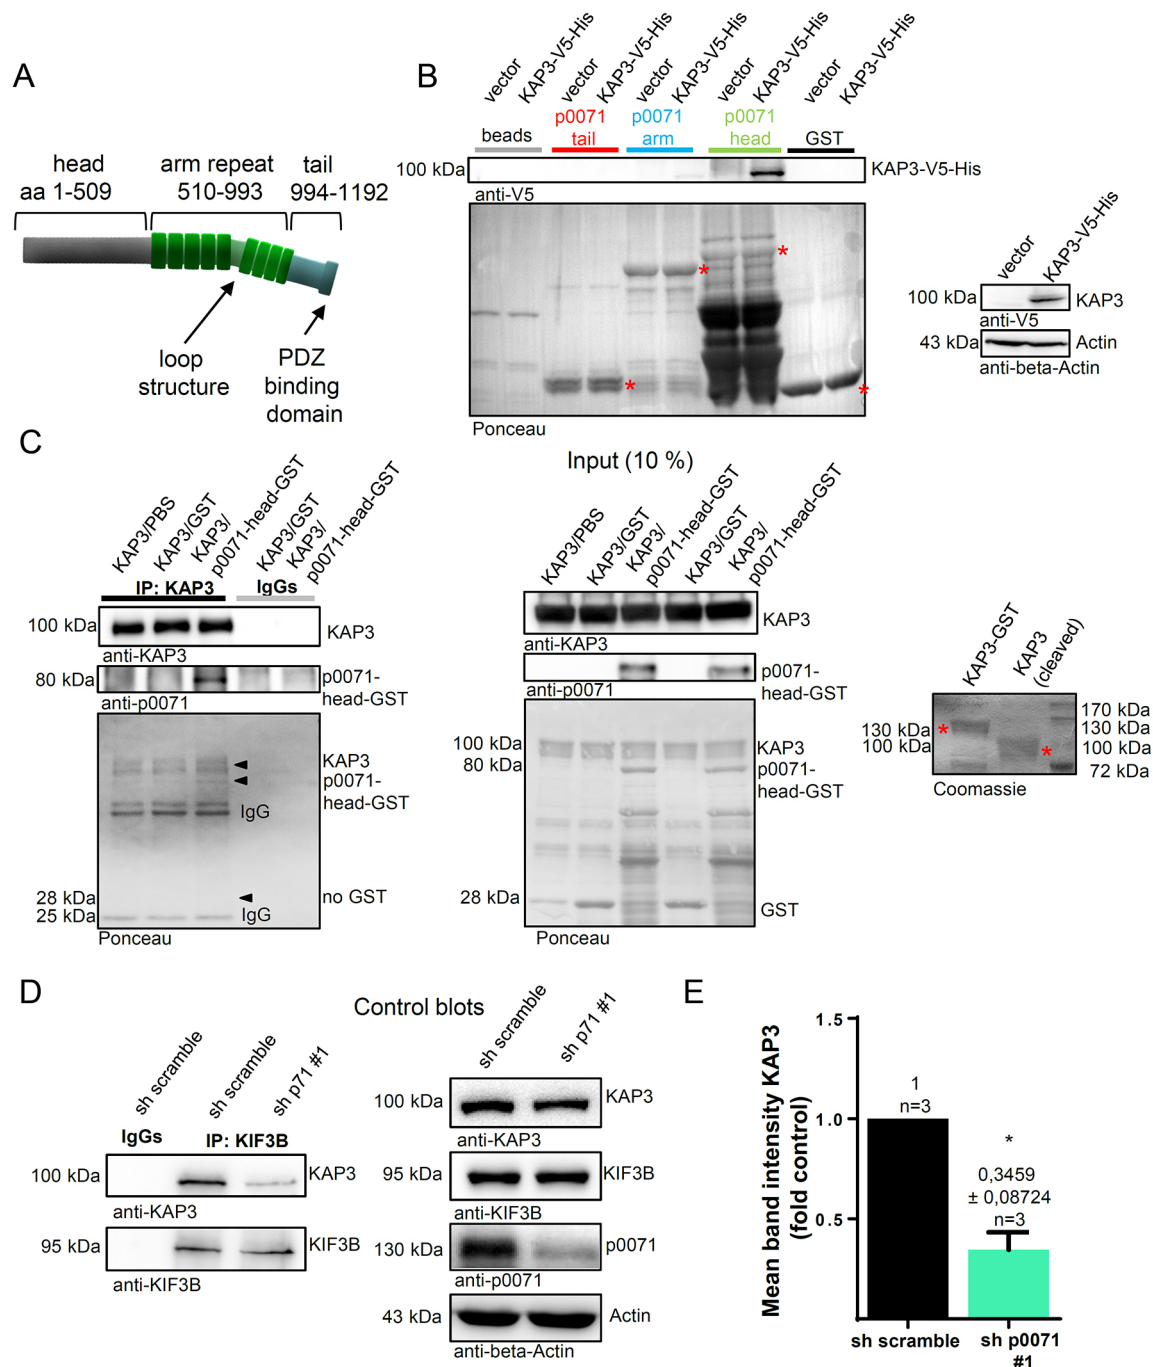 A
head
arm repeat
tail
aa 1-509
510-993
994-1192
loop
structure
PDZ
binding
domain
B
vector
KAP3-V5-His
vector
KAP3-V5-His
vector
KAP3-V5-His
vector
KAP3-V5-His
vector
KAP3-V5-His
beads
p0071
tail
p0071
arm
p0071
head
GST
100 kDa
KAP3-V5-His
anti-V5
*
*
*
*
Ponceau
vector
KAP3-V5-His
100 kDa
KAP3
anti-V5
43 kDa
Actin
anti-beta-Actin
C
KAP3/PBS
KAP3/GST
KAP3/
p0071-head-GST
KAP3/GST
KAP3/
p0071-head-GST
IP: KAP3
IgGs
100 kDa
KAP3
anti-KAP3
80 kDa
p0071-
head-GST
anti-p0071
KAP3
p0071-
head-GST
IgG
28 kDa
no GST
25 kDa
IgG
Ponceau
Input (10 %)
KAP3/PBS
KAP3/GST
KAP3/
p0071-head-GST
KAP3/GST
KAP3/
p0071-head-GST
KAP3
anti-KAP3
p0071-
head-GST
anti-p0071
100 kDa
KAP3
80 kDa
p0071-
head-GST
28 kDa
GST
Ponceau
KAP3-GST
KAP3
(cleaved)
170 kDa
130 kDa
*
130 kDa
100 kDa
*
100 kDa
72 kDa
Coomassie
D
sh scramble
sh scramble
sh p71 #1
IgGs
IP: KIF3B
100 kDa
KAP3
anti-KAP3
95 kDa
KIF3B
anti-KIF3B
Control blots
sh scramble
sh p71 #1
100 kDa
KAP3
anti-KAP3
95 kDa
KIF3B
anti-KIF3B
130 kDa
p0071
anti-p0071
43 kDa
Actin
anti-beta-Actin
E
Mean band intensity KAP3
(fold control)
1.5
1.0
0.5
1
n=3
*
0,3459
± 0,08724
n=3
sh scramble
sh p0071
#1